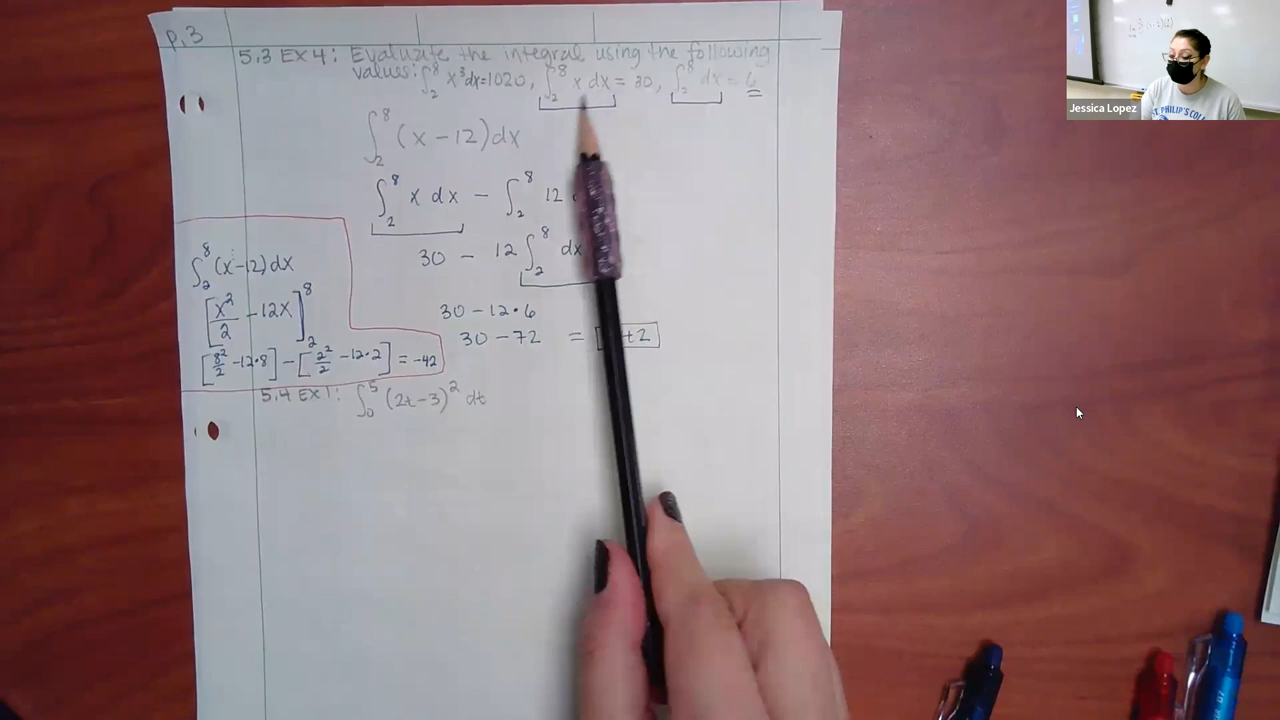 p.3
5.3 Ex 4: Evaluate the integral using the following
values: ∫₂⁸ x³dx=1020, ∫₂⁸ x dx = 30, ∫₂⁸ dx = 6
∫₂⁸ (x-12)dx
∫₂⁸ x dx - ∫₂⁸ 12
30 - 12 ∫₂⁸ dx
30 - 12 · 6
30 - 72 =
∫₂⁸ (x-12)dx
[x²/2 - 12x]₂⁸
[8²/2 - 12·8] - [2²/2 - 12·2] = -42
5.4 Ex 1: ∫₀⁵ (2t-3)² dt
Jessica Lopez
ST. PHILIP'S COL